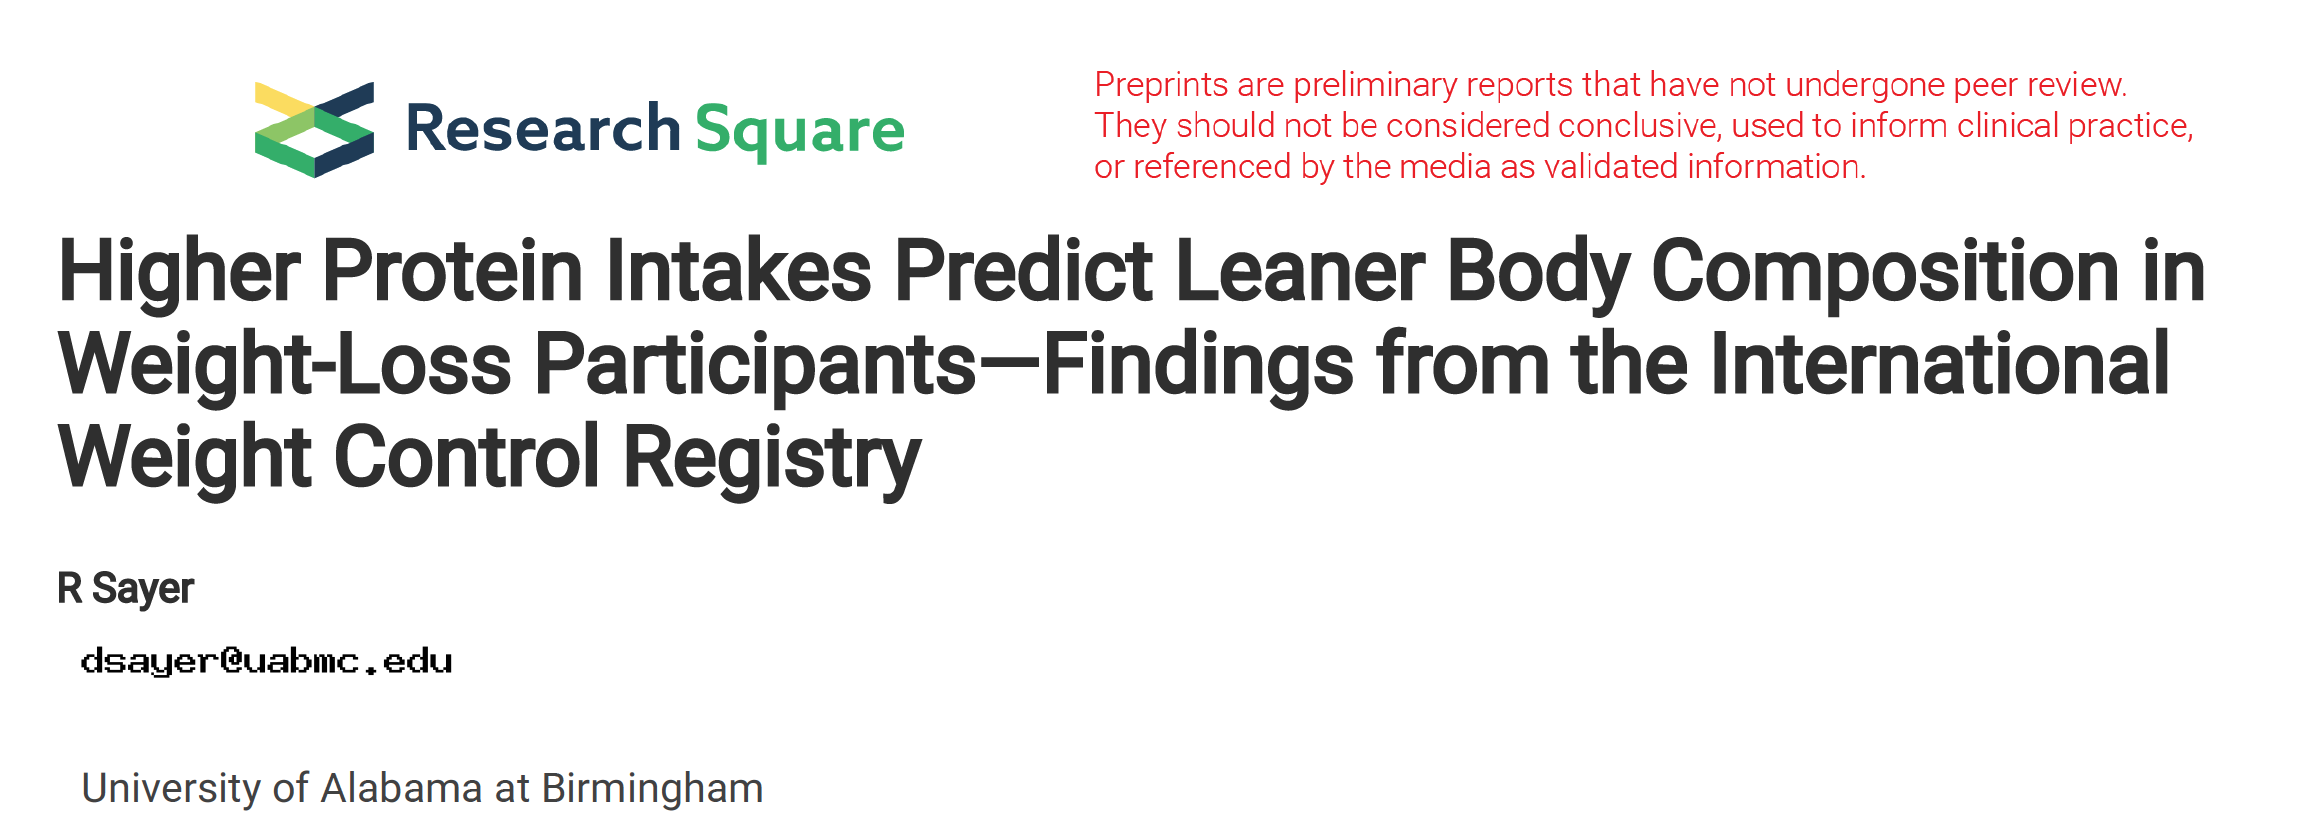 Research Square
Preprints are preliminary reports that have not undergone peer review.
They should not be considered conclusive, used to inform clinical practice,
or referenced by the media as validated information.
Higher Protein Intakes Predict Leaner Body Composition in
Weight-Loss Participants—Findings from the International
Weight Control Registry
R Sayer
dsayer@uabmc.edu
University of Alabama at Birmingham